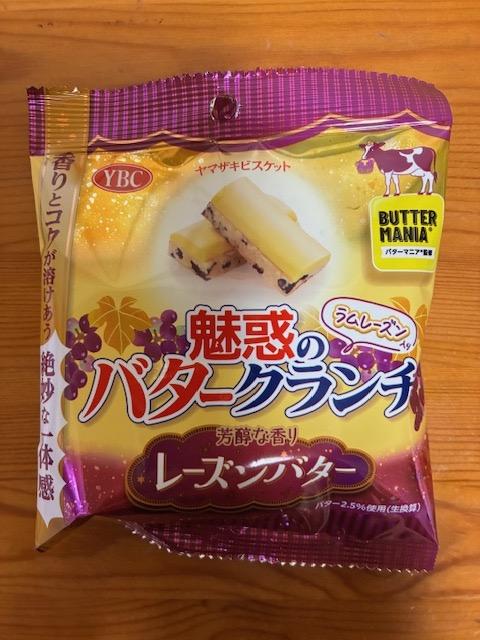 YBC
ヤマザキビスケット
BUTTER
MANIA®
バターマニア®監修
香りとコクが溶けあう
絶妙な一体感
魅惑の
バタークランチ
ラムレーズン
入り
芳醇な香り
レーズンバター
バター2.5%使用(生換算)